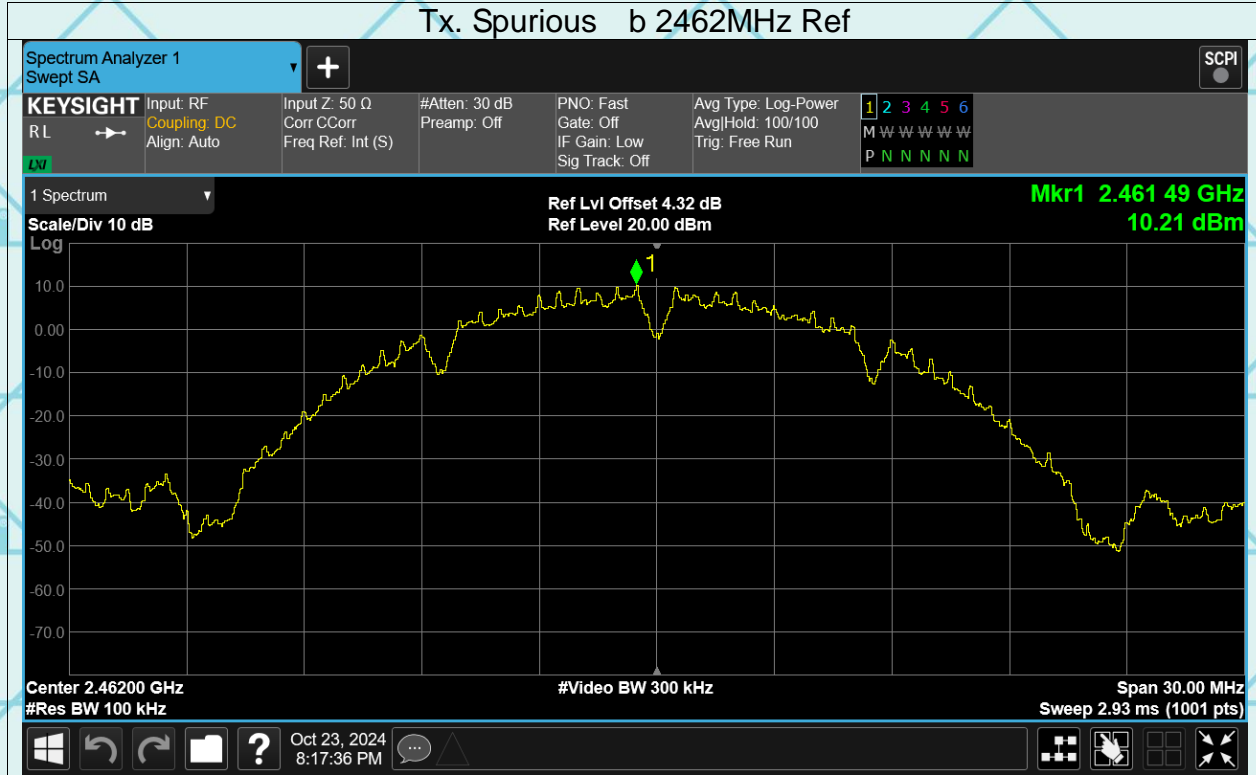 Tx. Spurious b 2462MHz Ref
Spectrum Analyzer 1
Swept SA
SCPI
KEYSIGHT
R L
LXI
Input: RF
Coupling: DC
Align: Auto
Input Z: 50 Ω
Corr CCorr
Freq Ref: Int (S)
#Atten: 30 dB
Preamp: Off
PNO: Fast
Gate: Off
IF Gain: Low
Sig Track: Off
Avg Type: Log-Power
Avg|Hold: 100/100
Trig: Free Run
1 2 3 4 5 6
M W W W W W
P N N N N N
1 Spectrum
Scale/Div 10 dB
Ref Lvl Offset 4.32 dB
Ref Level 20.00 dBm
Mkr1 2.461 49 GHz
10.21 dBm
Log
1
10.0
0.00
-10.0
-20.0
-30.0
-40.0
-50.0
-60.0
-70.0
Center 2.46200 GHz
#Res BW 100 kHz
#Video BW 300 kHz
Span 30.00 MHz
Sweep 2.93 ms (1001 pts)
?
Oct 23, 2024
8:17:36 PM